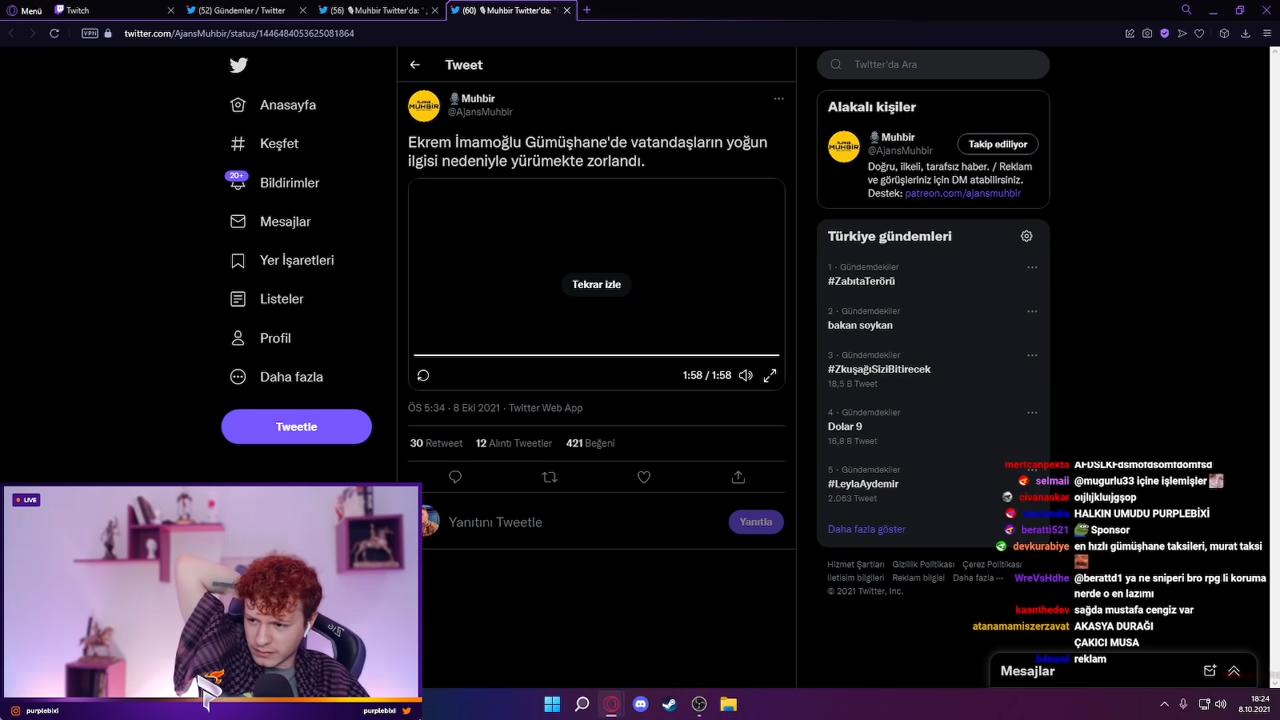 Menü
Twitch
(52) Gündemler / Twitter
(56) Muhbir Twitter'da: "
(60) Muhbir Twitter'da: "
VPN
twitter.com/AjansMuhbir/status/1446484053625081864
Anasayfa
Keşfet
20+
Bildirimler
Mesajlar
Yer İşaretleri
Listeler
Profil
Daha fazla
Tweetle
Tweet
AJANS
MUHBİR
Muhbir
@AjansMuhbir
Ekrem İmamoğlu Gümüşhane'de vatandaşların yoğun
ilgisi nedeniyle yürümekte zorlandı.
Tekrar izle
1:58 / 1:58
ÖS 5:34 · 8 Eki 2021 · Twitter Web App
30 Retweet 12 Alıntı Tweetler 421 Beğeni
Yanıtını Tweetle
Yanıtla
Twitter'da Ara
Alakalı kişiler
AJANS
MUHBİR
Muhbir
@AjansMuhbir
Takip ediliyor
Doğru, ilkeli, tarafsız haber. / Reklam
ve görüşleriniz için DM atabilirsiniz.
Destek: patreon.com/ajansmuhbir
Türkiye gündemleri
1 · Gündemdekiler
#ZabıtaTerörü
2 · Gündemdekiler
bakan soykan
3 · Gündemdekiler
#ZkuşağıSiziBitirecek
18,5 B Tweet
4 · Gündemdekiler
Dolar 9
16,8 B Tweet
5 · Gündemdekiler
#LeylaAydemir
2.063 Tweet
Daha fazla göster
Hizmet Şartları Gizlilik Politikası Çerez Politikası
İletişim bilgileri Reklam bilgisi Daha fazla ···
© 2021 Twitter, Inc.
mertcanpekta
selmaii @mugurlu33 içine işlemişler
civanaskar
HALKIN UMUDU PURPLEBİXİ
beratti521 Sponsor
devkurabiye en hızlı gümüşhane taksileri, murat taksi
WreVsHdhe @berattd1 ya ne sniperi bro rpg li koruma
nerde o en lazımı
kaanthedev sağda mustafa cengiz var
atanamamiszerzavat AKASYA DURAĞI
ÇAKICI MUSA
reklam
Mesajlar
LIVE
purplebixi
purplebixi
18:24
8.10.2021